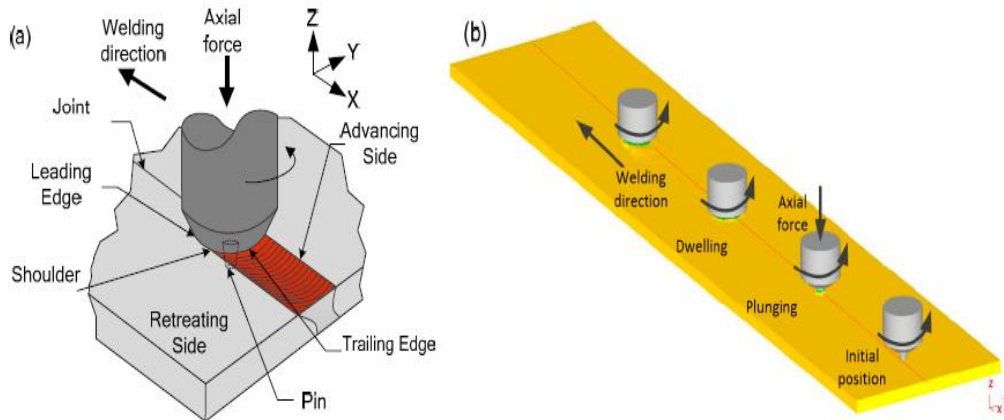 (a)
Welding
direction
Axial
force
Z
Y
X
Joint
Advancing
Side
Leading
Edge
Shoulder
Retreating
Side
Trailing Edge
Pin
(b)
Welding
direction
Axial
force
Dwelling
Plunging
Initial
position
z
x